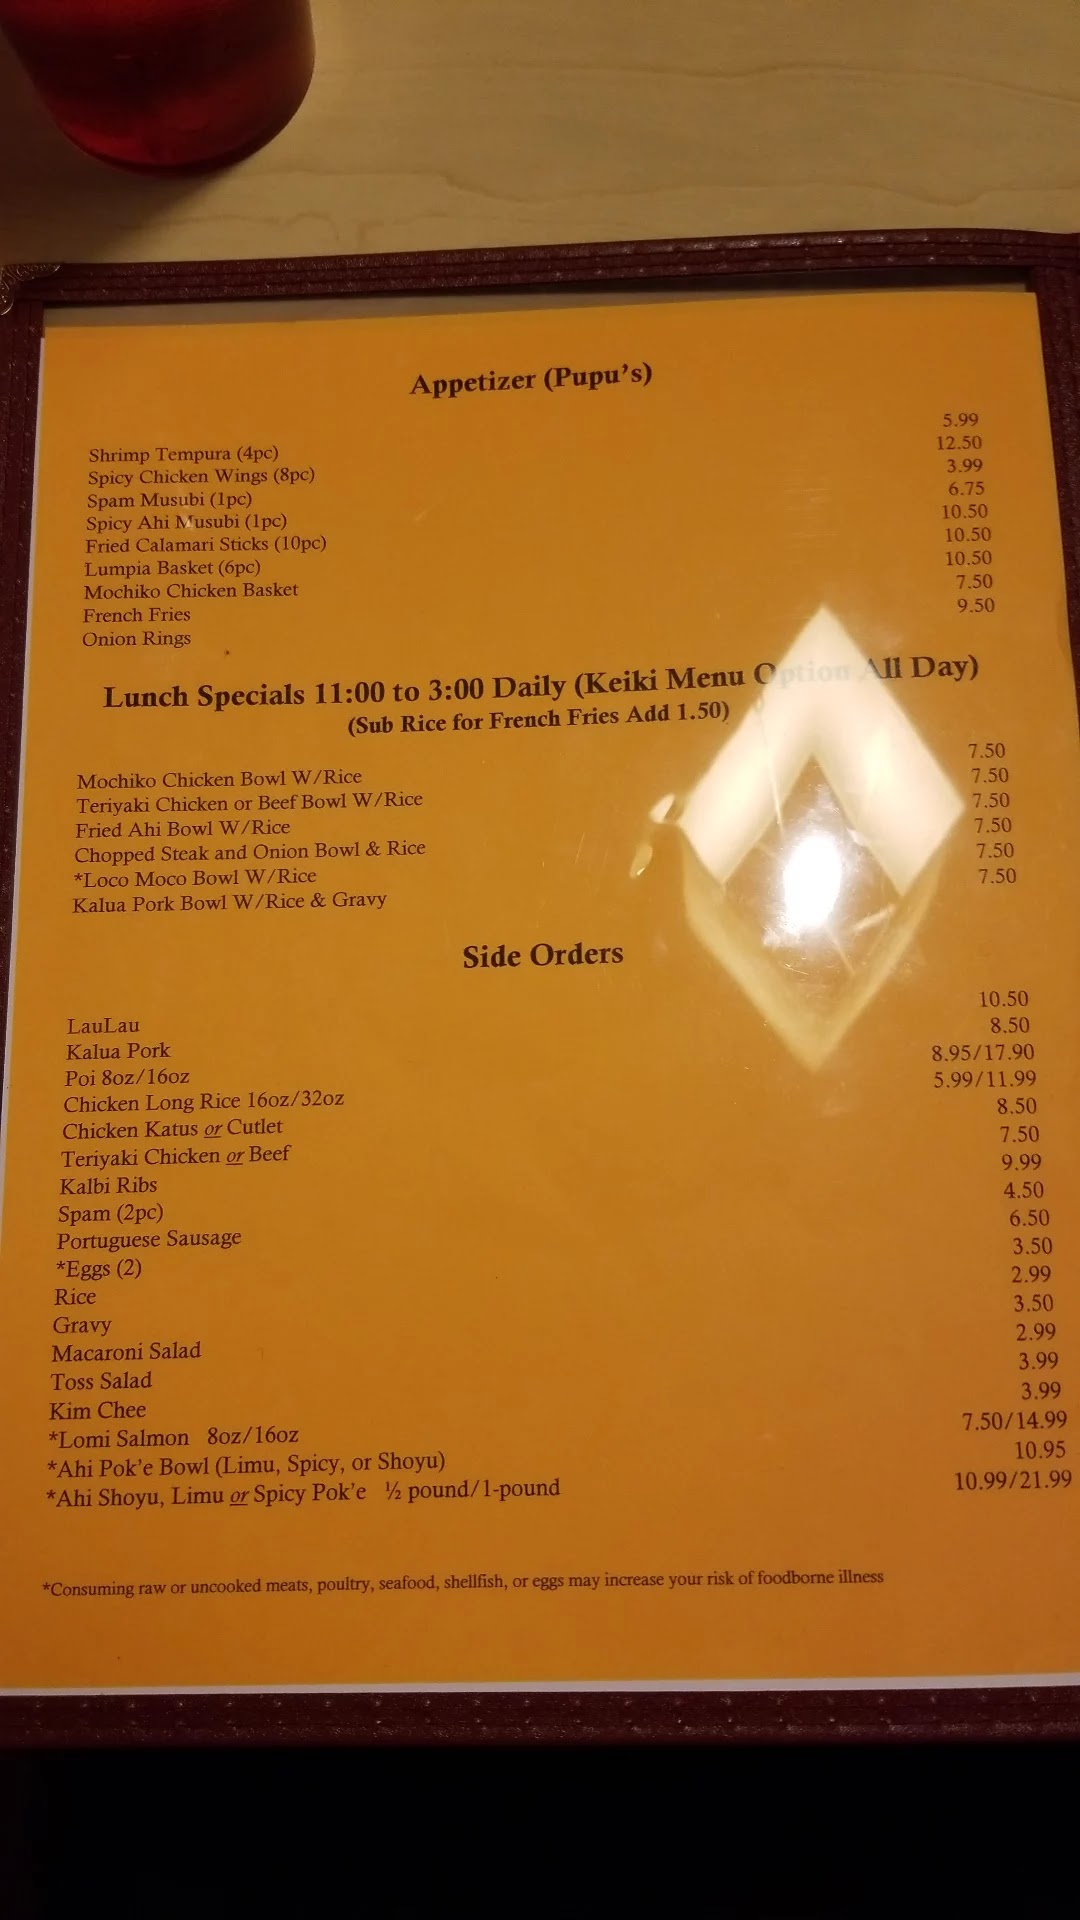 Appetizer (Pupu's)
Shrimp Tempura (4pc) 5.99
Spicy Chicken Wings (8pc) 12.50
Spam Musubi (1pc) 3.99
Spicy Ahi Musubi (1pc) 6.75
Fried Calamari Sticks (10pc) 10.50
Lumpia Basket (6pc) 10.50
Mochiko Chicken Basket 10.50
French Fries 7.50
Onion Rings 9.50
Lunch Specials 11:00 to 3:00 Daily (Keiki Menu Option All Day)
(Sub Rice for French Fries Add 1.50)
Mochiko Chicken Bowl W/Rice 7.50
Teriyaki Chicken or Beef Bowl W/Rice 7.50
Fried Ahi Bowl W/Rice 7.50
Chopped Steak and Onion Bowl & Rice 7.50
*Loco Moco Bowl W/Rice 7.50
Kalua Pork Bowl W/Rice & Gravy 7.50
Side Orders
LauLau 10.50
Kalua Pork 8.50
Poi 8oz/16oz 8.95/17.90
Chicken Long Rice 16oz/32oz 5.99/11.99
Chicken Katus or Cutlet 8.50
Teriyaki Chicken or Beef 7.50
Kalbi Ribs 9.99
Spam (2pc) 4.50
Portuguese Sausage 6.50
*Eggs (2) 3.50
Rice 2.99
Gravy 3.50
Macaroni Salad 2.99
Toss Salad 3.99
Kim Chee 3.99
*Lomi Salmon 8oz/16oz 7.50/14.99
*Ahi Pok'e Bowl (Limu, Spicy, or Shoyu) 10.95
*Ahi Shoyu, Limu or Spicy Pok'e ½ pound/1-pound 10.99/21.99
*Consuming raw or uncooked meats, poultry, seafood, shellfish, or eggs may increase your risk of foodborne illness